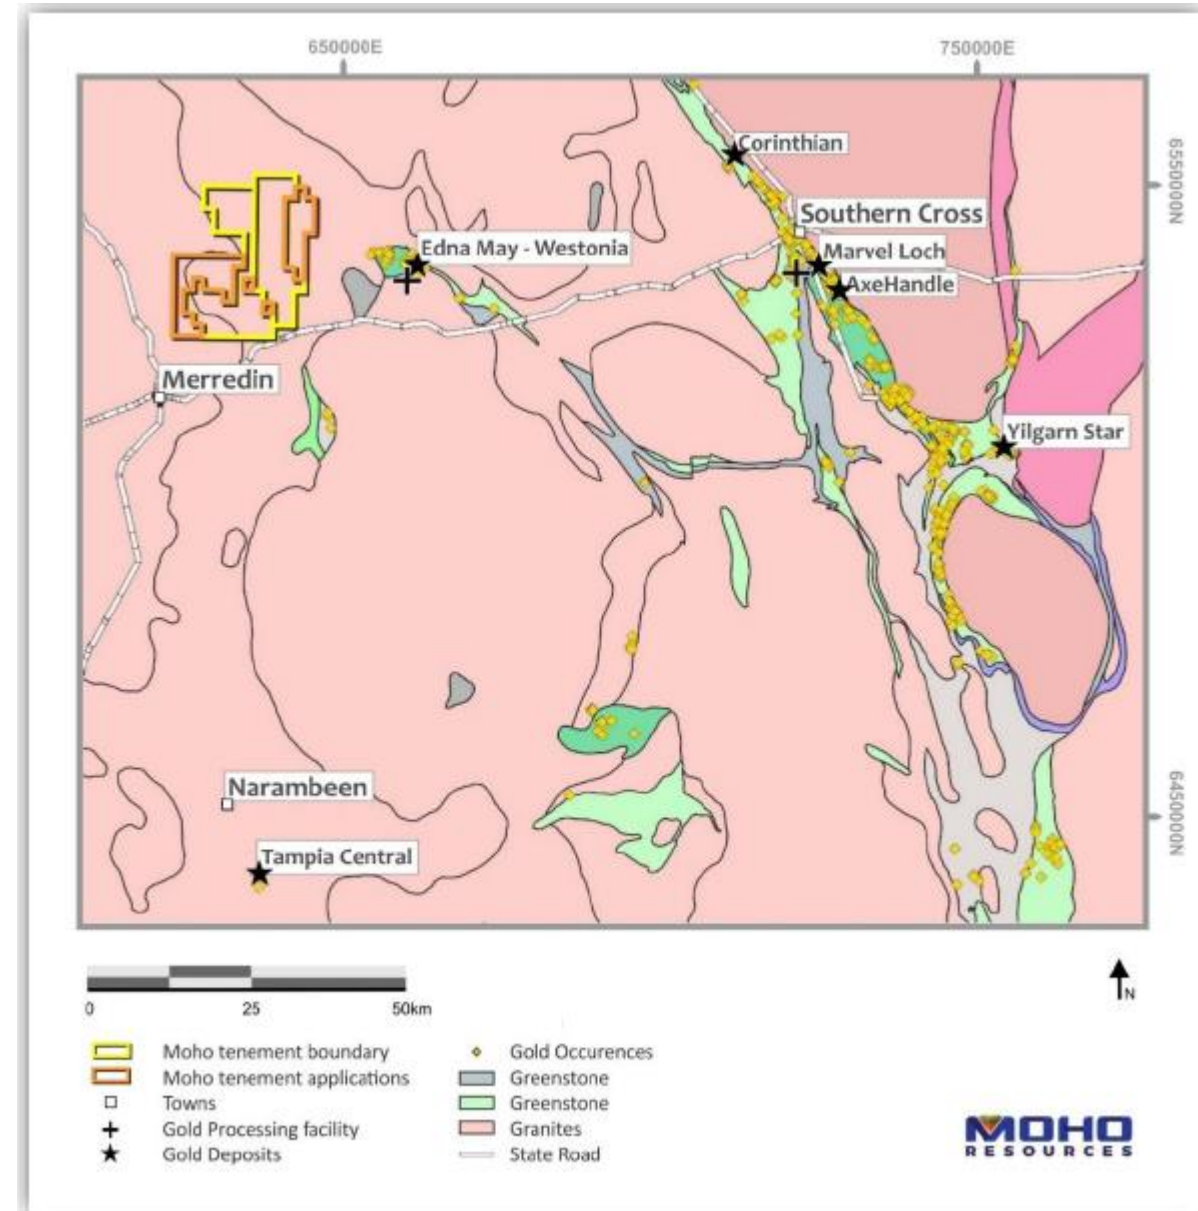 650000E
750000E
6550000N
6450000N
Corinthian
Southern Cross
Edna May - Westonia
Marvel Loch
AxeHandle
Merredin
Yilgarn Star
Narambeen
Tampia Central
0
25
50km
N
Moho tenement boundary
Moho tenement applications
Towns
Gold Processing facility
Gold Deposits
Gold Occurences
Greenstone
Greenstone
Granites
State Road
MOHO
RESOURCES